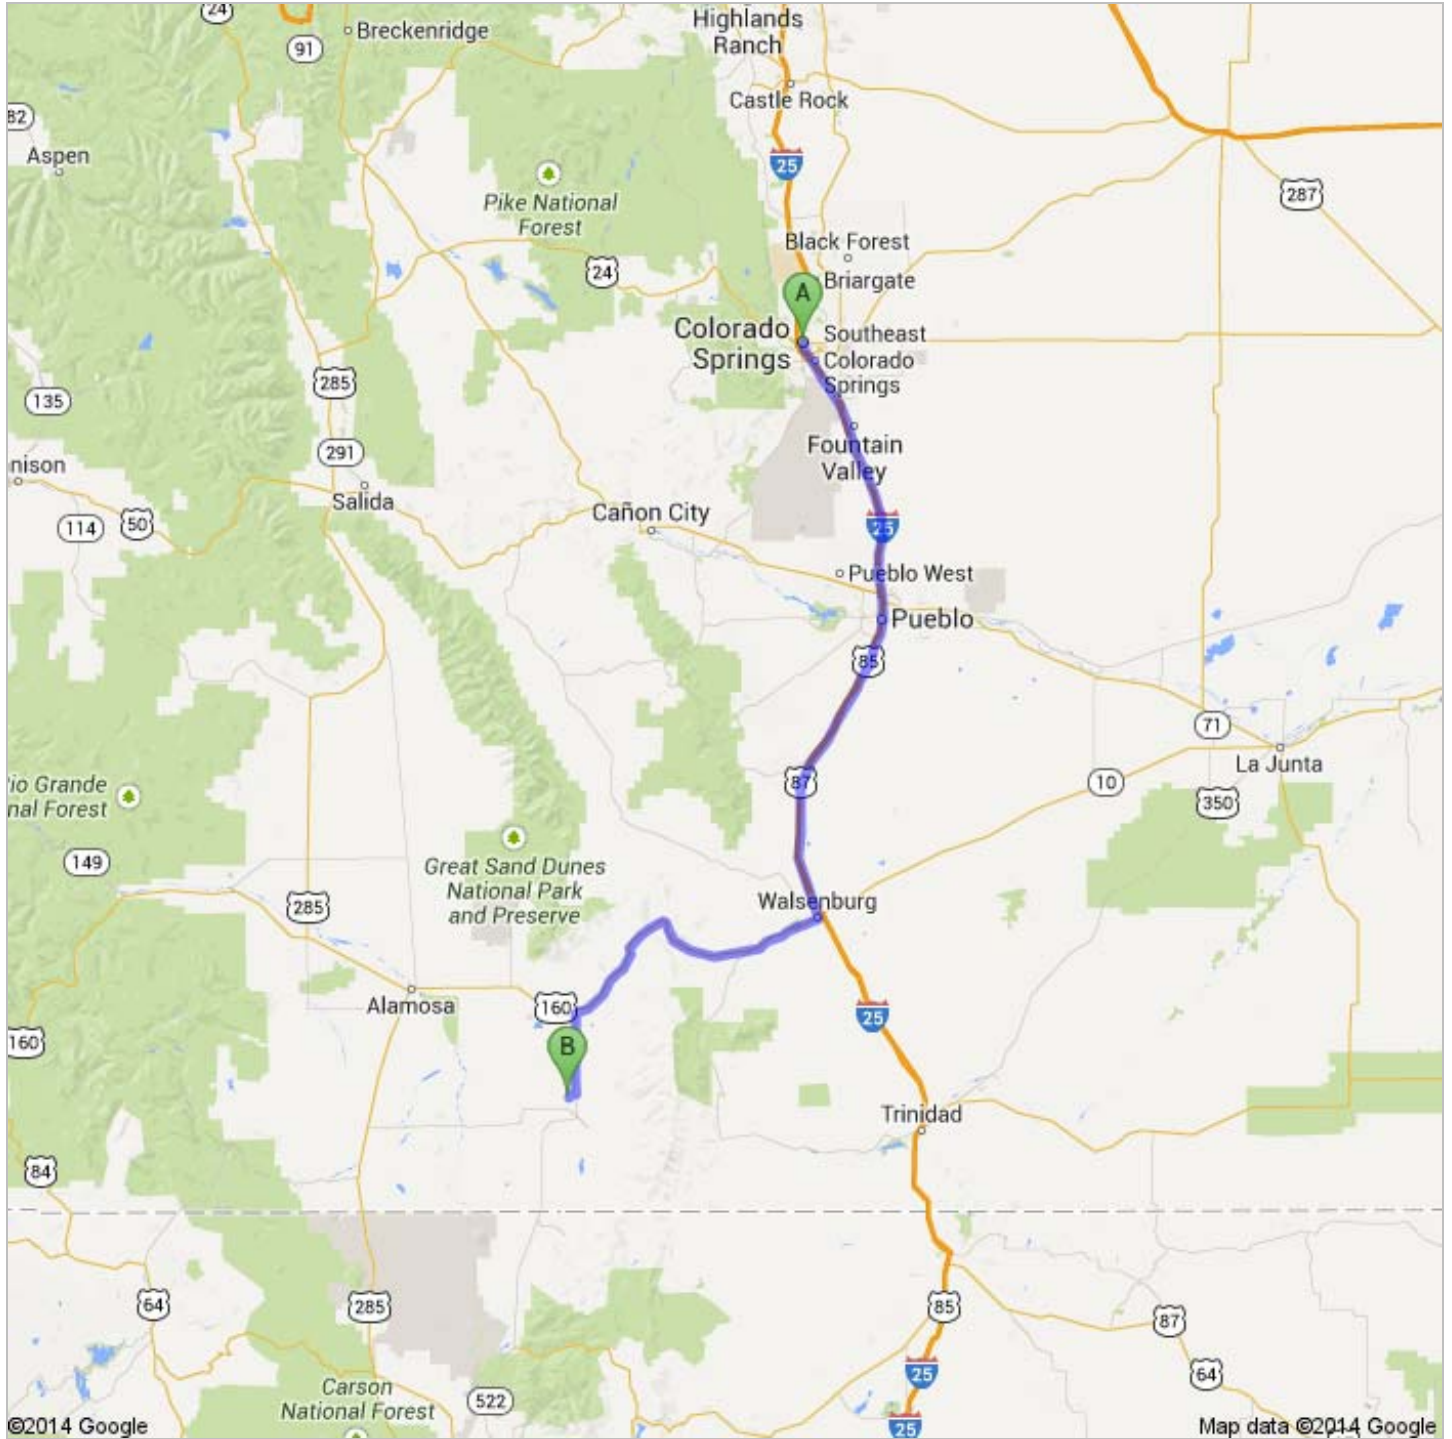 24
Highlands
Ranch
Breckenridge
91
Castle Rock
82
Aspen
25
287
Pike National
Forest
Black Forest
24
Briargate
A
Colorado
Springs
Southeast
Colorado
Springs
285
135
291
Fountain
Valley
nison
Salida
Cañon City
114
50
25
Pueblo West
Pueblo
85
71
La Junta
io Grande
nal Forest
87
10
350
149
Great Sand Dunes
National Park
and Preserve
285
Walsenburg
Alamosa
160
25
160
B
Trinidad
84
64
285
85
87
25
64
Carson
National Forest
522
25
©2014 Google
Map data ©2014 Google